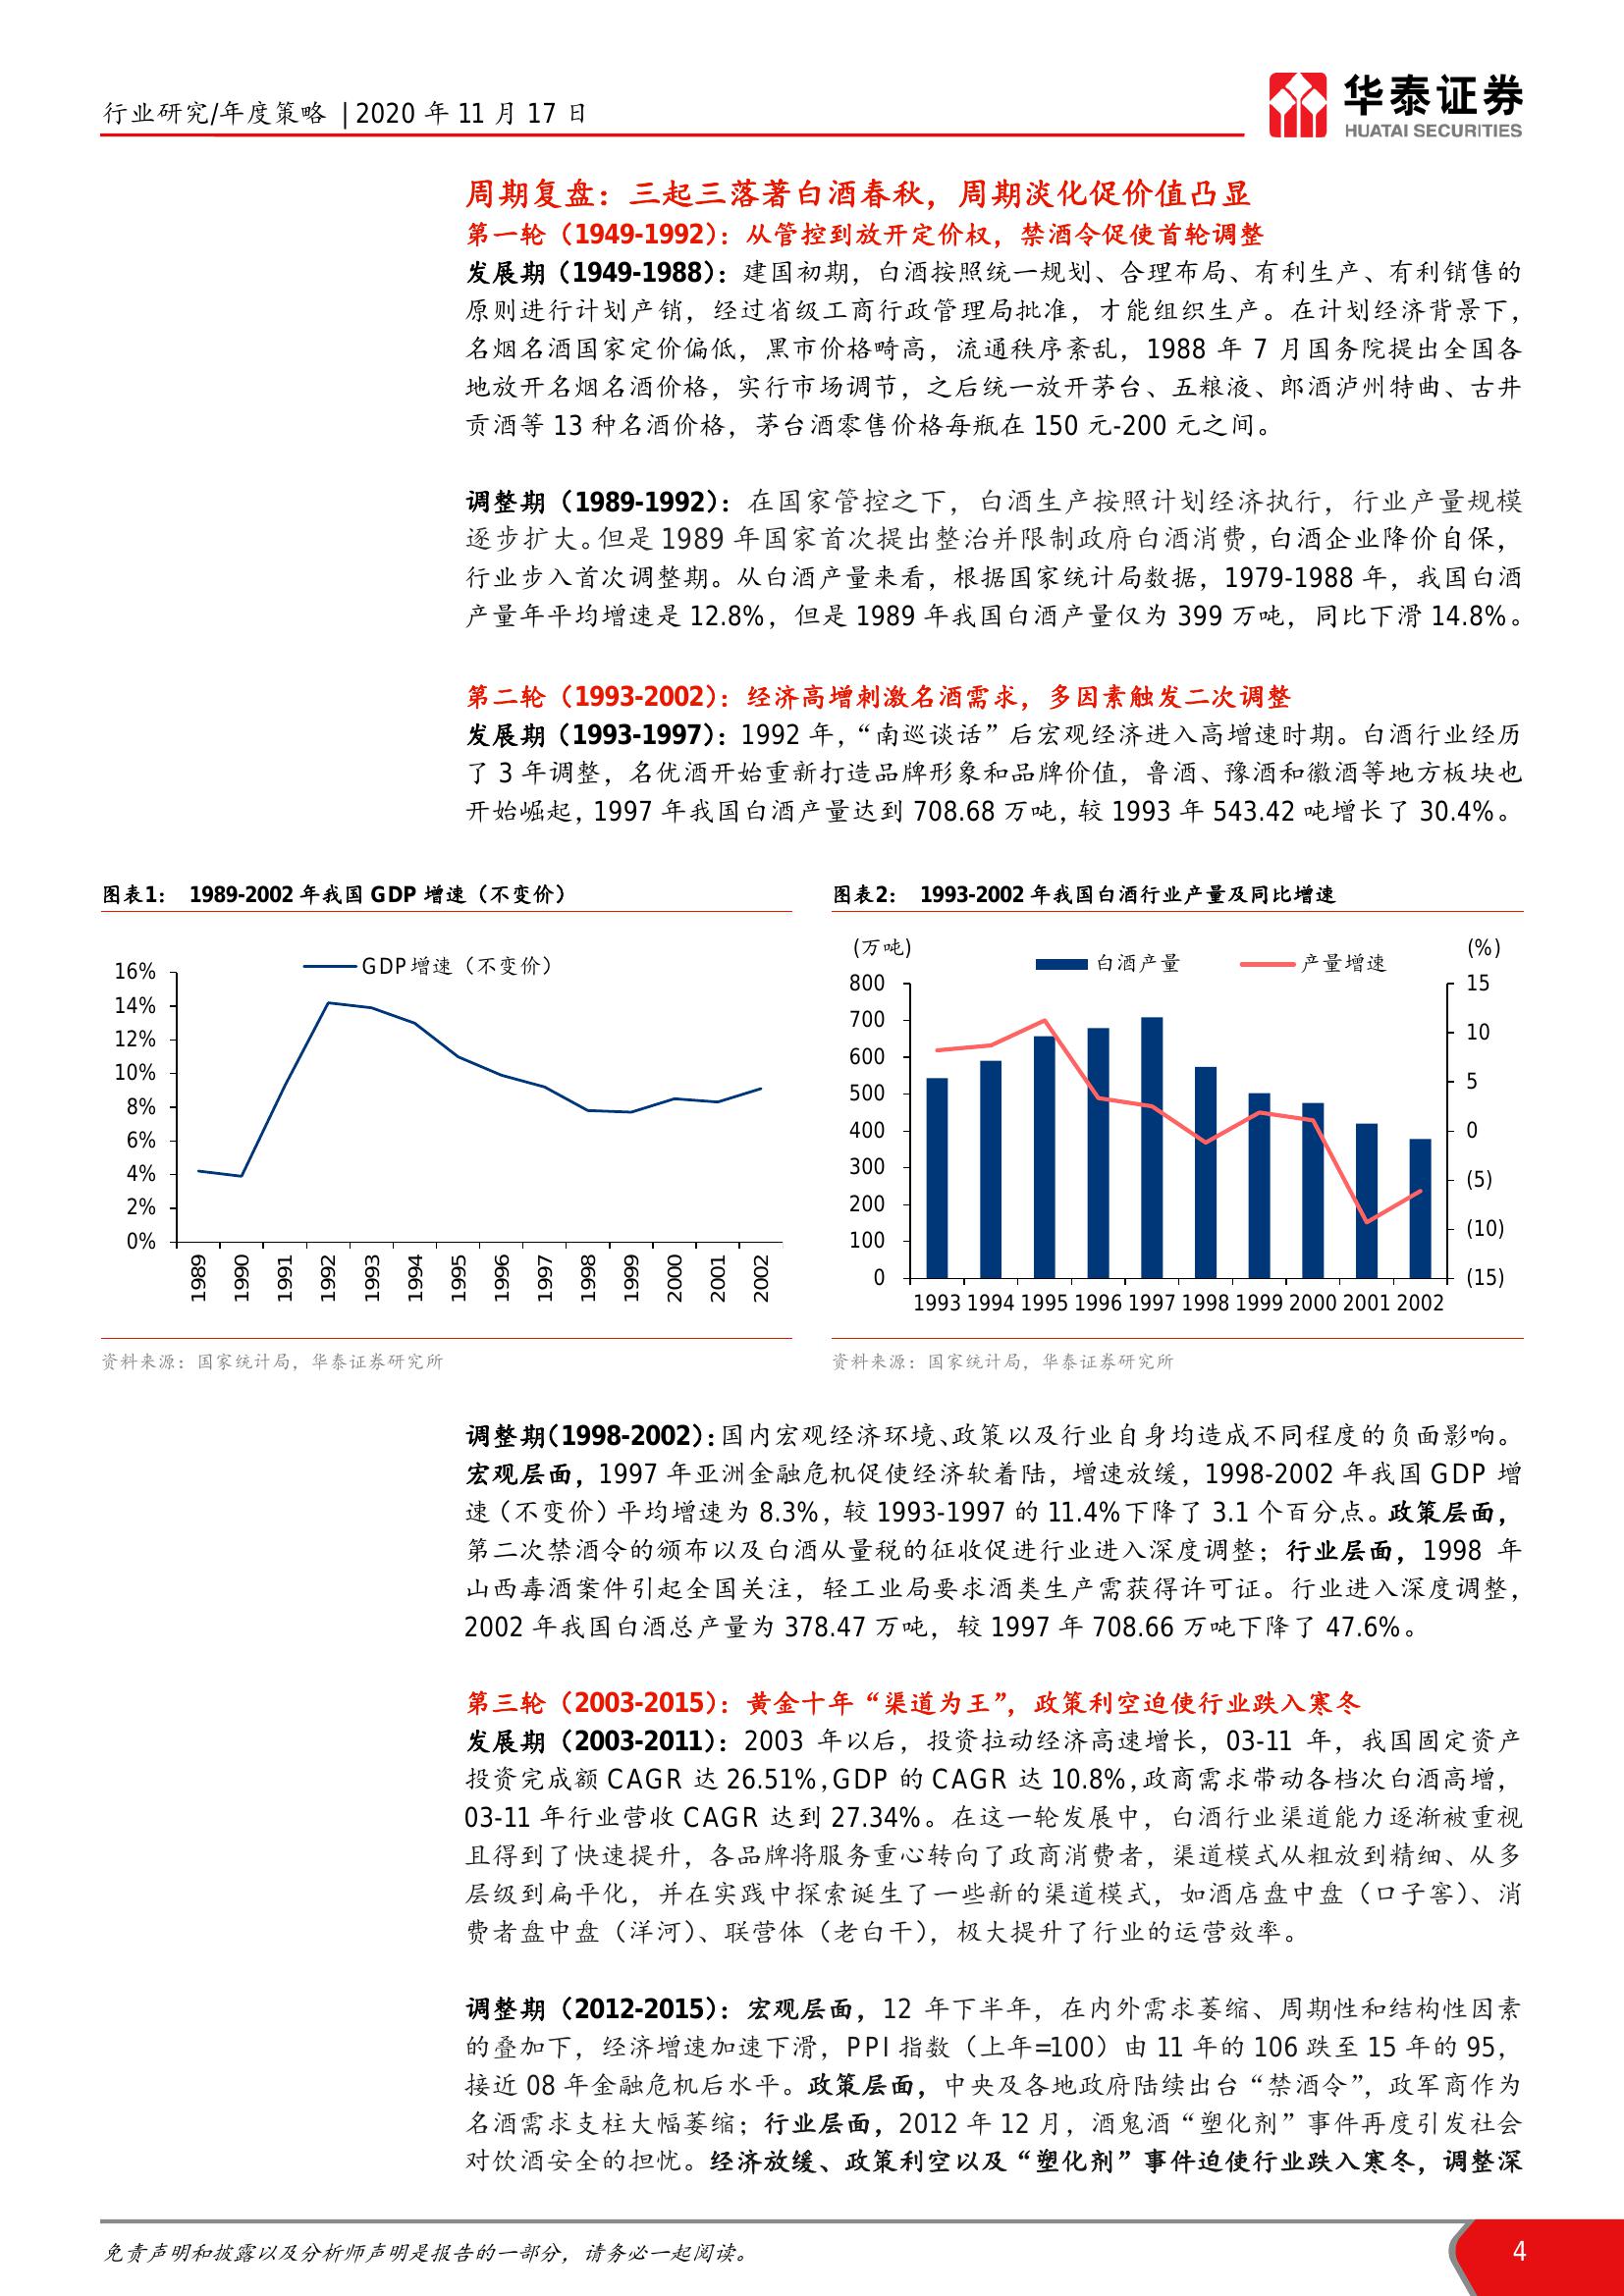 行业研究/年度策略 | 2020 年 11 月 17 日
华泰证券
HUATAI SECURITIES
周期复盘：三起三落著白酒春秋，周期淡化促价值凸显
第一轮（1949-1992）：从管控到放开定价权，禁酒令促使首轮调整
发展期（1949-1988）：建国初期，白酒按照统一规划、合理布局、有利生产、有利销售的
原则进行计划产销，经过省级工商行政管理局批准，才能组织生产。在计划经济背景下，
名烟名酒国家定价偏低，黑市价格畸高，流通秩序紊乱，1988 年 7 月国务院提出全国各
地放开名烟名酒价格，实行市场调节，之后统一放开茅台、五粮液、郎酒泸州特曲、古井
贡酒等 13 种名酒价格，茅台酒零售价格每瓶在 150 元-200 元之间。
调整期（1989-1992）：在国家管控之下，白酒生产按照计划经济执行，行业产量规模
逐步扩大。但是 1989 年国家首次提出整治并限制政府白酒消费，白酒企业降价自保，
行业步入首次调整期。从白酒产量来看，根据国家统计局数据，1979-1988 年，我国白酒
产量年平均增速是 12.8%，但是 1989 年我国白酒产量仅为 399 万吨，同比下滑 14.8%。
第二轮（1993-2002）：经济高增刺激名酒需求，多因素触发二次调整
发展期（1993-1997）：1992 年，“南巡谈话”后宏观经济进入高增速时期。白酒行业经历
了 3 年调整，名优酒开始重新打造品牌形象和品牌价值，鲁酒、豫酒和徽酒等地方板块也
开始崛起，1997 年我国白酒产量达到 708.68 万吨，较 1993 年 543.42 吨增长了 30.4%。
图表1： 1989-2002 年我国 GDP 增速（不变价）
GDP增速（不变价）
16%
14%
12%
10%
8%
6%
4%
2%
0%
1989 1990 1991 1992 1993 1994 1995 1996 1997 1998 1999 2000 2001 2002
资料来源：国家统计局，华泰证券研究所
图表2： 1993-2002 年我国白酒行业产量及同比增速
(万吨) (%)
白酒产量 产量增速
800 15
700
600 10
500 5
400 0
300
200 (5)
100 (10)
0 (15)
1993 1994 1995 1996 1997 1998 1999 2000 2001 2002
资料来源：国家统计局，华泰证券研究所
调整期（1998-2002）：国内宏观经济环境、政策以及行业自身均造成不同程度的负面影响。
宏观层面，1997 年亚洲金融危机促使经济软着陆，增速放缓，1998-2002 年我国 GDP 增
速（不变价）平均增速为 8.3%，较 1993-1997 的 11.4%下降了 3.1 个百分点。政策层面，
第二次禁酒令的颁布以及白酒从量税的征收促进行业进入深度调整；行业层面，1998 年
山西毒酒案件引起全国关注，轻工业局要求酒类生产需获得许可证。行业进入深度调整，
2002 年我国白酒总产量为 378.47 万吨，较 1997 年 708.66 万吨下降了 47.6%。
第三轮（2003-2015）：黄金十年“渠道为王”，政策利空迫使行业跌入寒冬
发展期（2003-2011）：2003 年以后，投资拉动经济高速增长，03-11 年，我国固定资产
投资完成额 CAGR 达 26.51%，GDP 的 CAGR 达 10.8%，政商需求带动各档次白酒高增，
03-11 年行业营收 CAGR 达到 27.34%。在这一轮发展中，白酒行业渠道能力逐渐被重视
且得到了快速提升，各品牌将服务重心转向了政商消费者，渠道模式从粗放到精细、从多
层级到扁平化，并在实践中探索诞生了一些新的渠道模式，如酒店盘中盘（口子窖）、消
费者盘中盘（洋河）、联营体（老白干），极大提升了行业的运营效率。
调整期（2012-2015）：宏观层面，12 年下半年，在内外需求萎缩、周期性和结构性因素
的叠加下，经济增速加速下滑，PPI 指数（上年=100）由 11 年的 106 跌至 15 年的 95，
接近 08 年金融危机后水平。政策层面，中央及各地政府陆续出台“禁酒令”，政军商作为
名酒需求支柱大幅萎缩；行业层面，2012 年 12 月，酒鬼酒“塑化剂”事件再度引发社会
对饮酒安全的担忧。经济放缓、政策利空以及“塑化剂”事件迫使行业跌入寒冬，调整深
免责声明和披露以及分析师声明是报告的一部分，请务必一起阅读。
4